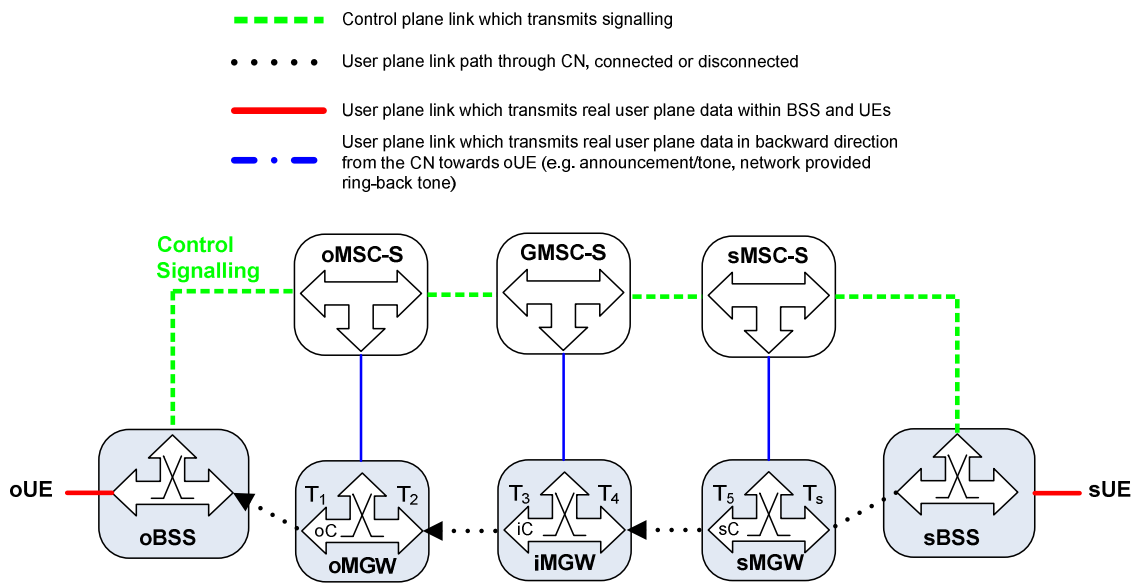 Control plane link which transmits signalling
User plane link path through CN, connected or disconnected
User plane link which transmits real user plane data within BSS and UEs
User plane link which transmits real user plane data in backward direction
from the CN towards oUE (e.g. announcement/tone, network provided
ring-back tone)
Control
Signalling
oMSC-S
GMSC-S
sMSC-S
oUE
oBSS
T1
T2
oC
oMGW
T3
T4
iC
iMGW
T5
Ts
sC
sMGW
sBSS
sUE